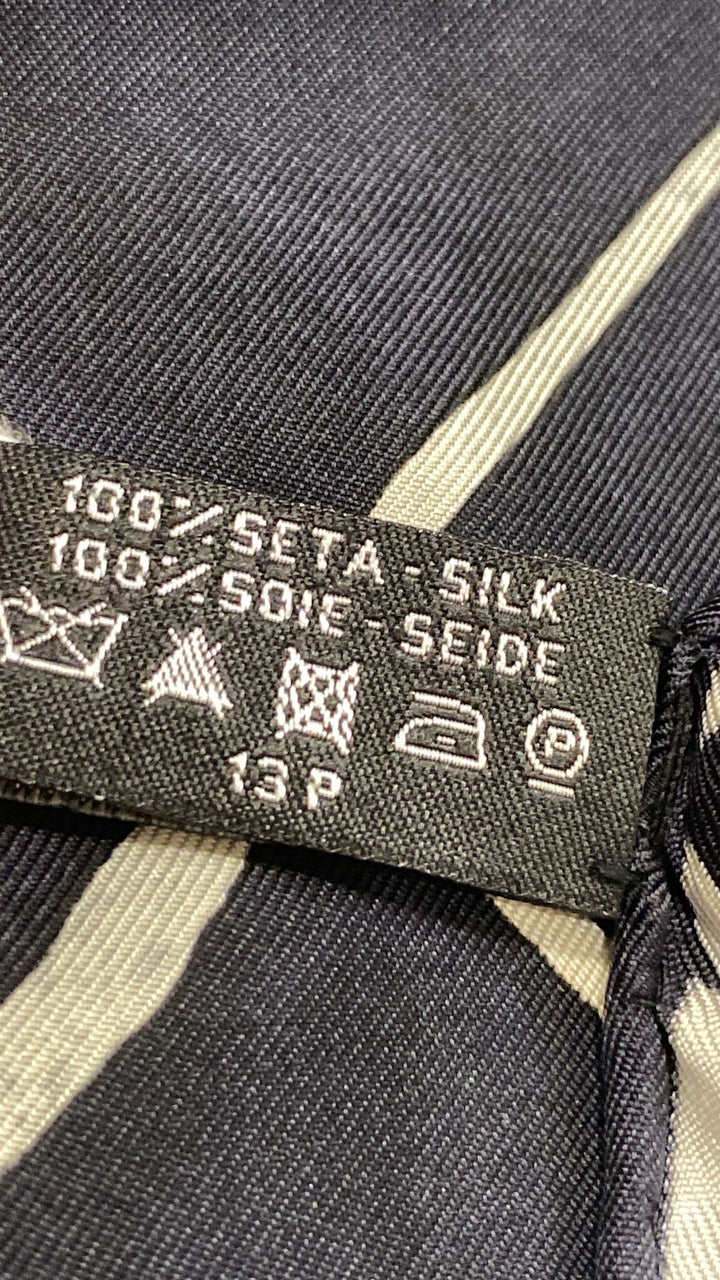 100% SETA - SILK
100% SOIE - SEIDE
P
13 P